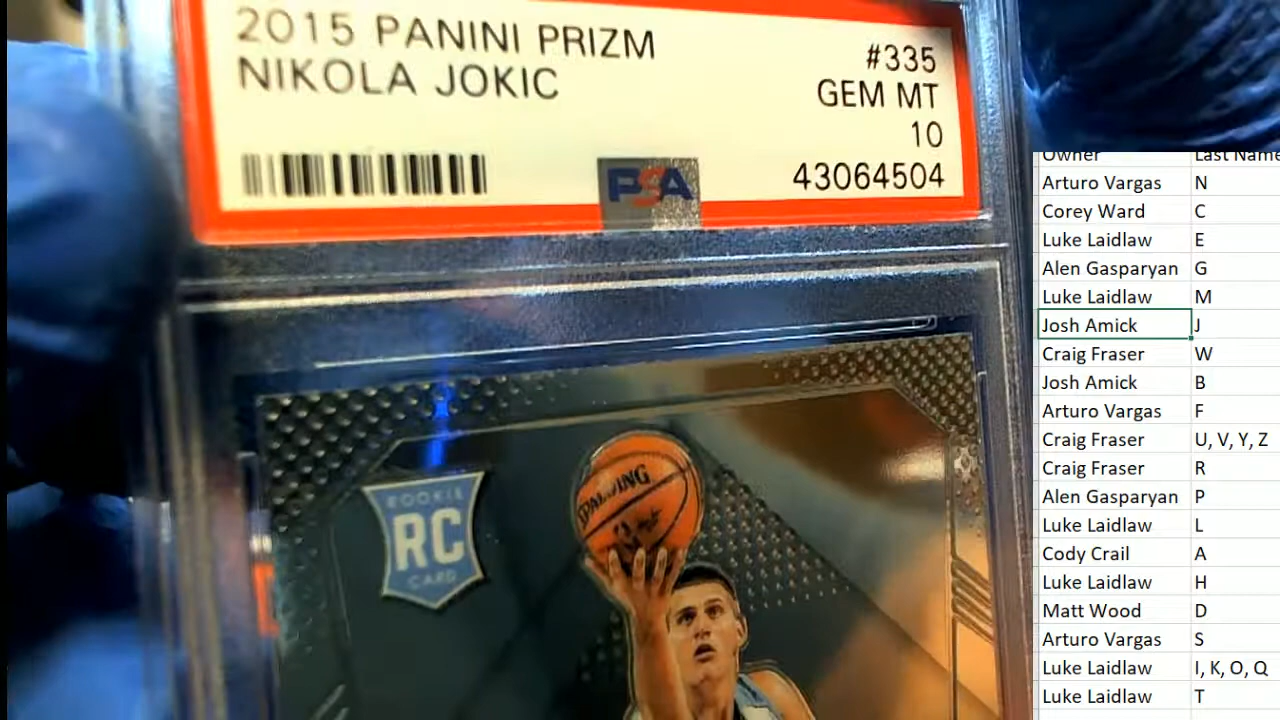 2015 PANINI PRIZM
NIKOLA JOKIC
#335
GEM MT
10
43064504
PSA
ROOKIE
RC
CARD
SPALDING
Owner Last Name
Arturo Vargas N
Corey Ward C
Luke Laidlaw E
Alen Gasparyan G
Luke Laidlaw M
Josh Amick J
Craig Fraser W
Josh Amick B
Arturo Vargas F
Craig Fraser U, V, Y, Z
Craig Fraser R
Alen Gasparyan P
Luke Laidlaw L
Cody Crail A
Luke Laidlaw H
Matt Wood D
Arturo Vargas S
Luke Laidlaw I, K, O, Q
Luke Laidlaw T